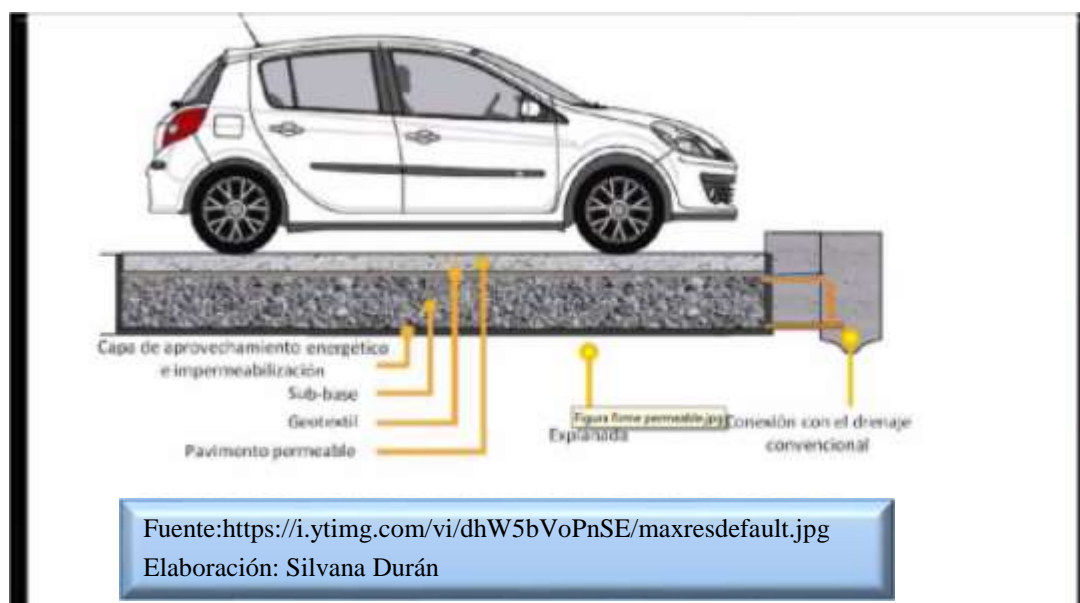 Capa de aprovechamiento energético
e impermeabilización
Sub-base
Geotextil
Pavimento permeable
Figura firme permeable.jpg
Explanada
Conexión con el drenaje
convencional
Fuente:https://i.ytimg.com/vi/dhW5bVoPnSE/maxresdefault.jpg
Elaboración: Silvana Durán